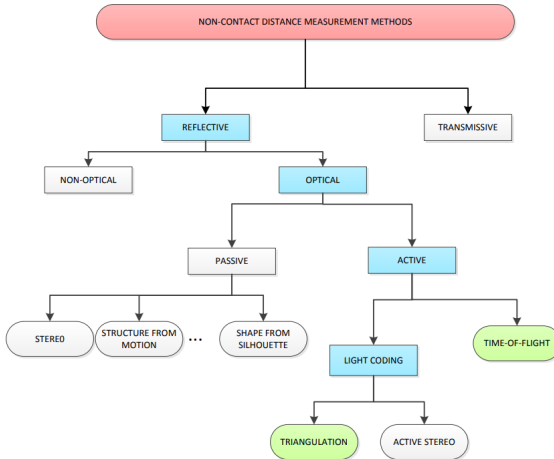 NON-CONTACT DISTANCE MEASUREMENT METHODS
REFLECTIVE
TRANSMISSIVE
NON-OPTICAL
OPTICAL
PASSIVE
ACTIVE
STERE0
STRUCTURE FROM
MOTION
...
SHAPE FROM
SILHOUETTE
TIME-OF-FLIGHT
LIGHT CODING
TRIANGULATION
ACTIVE STEREO